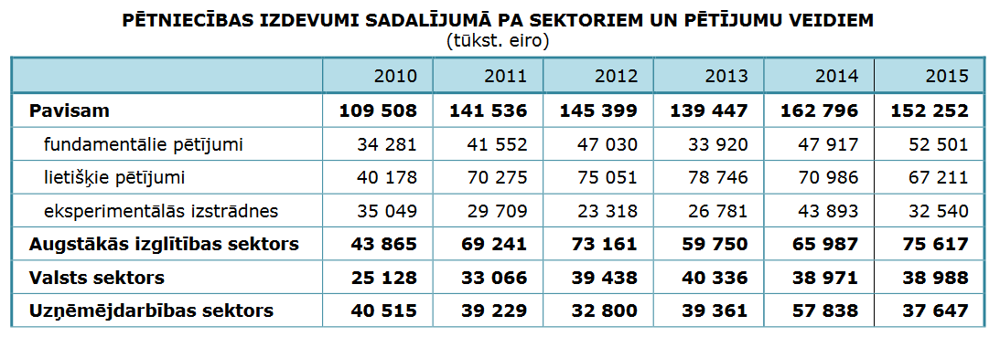 PĒTNIECĪBAS IZDEVUMI SADALĪJUMĀ PA SEKTORIEM UN PĒTĪJUMU VEIDIEM
(tūkst. eiro)
2010 2011 2012 2013 2014 2015
Pavisam 109 508 141 536 145 399 139 447 162 796 152 252
fundamentālie pētījumi 34 281 41 552 47 030 33 920 47 917 52 501
lietišķie pētījumi 40 178 70 275 75 051 78 746 70 986 67 211
eksperimentālās izstrādnes 35 049 29 709 23 318 26 781 43 893 32 540
Augstākās izglītības sektors 43 865 69 241 73 161 59 750 65 987 75 617
Valsts sektors 25 128 33 066 39 438 40 336 38 971 38 988
Uzņēmējdarbības sektors 40 515 39 229 32 800 39 361 57 838 37 647